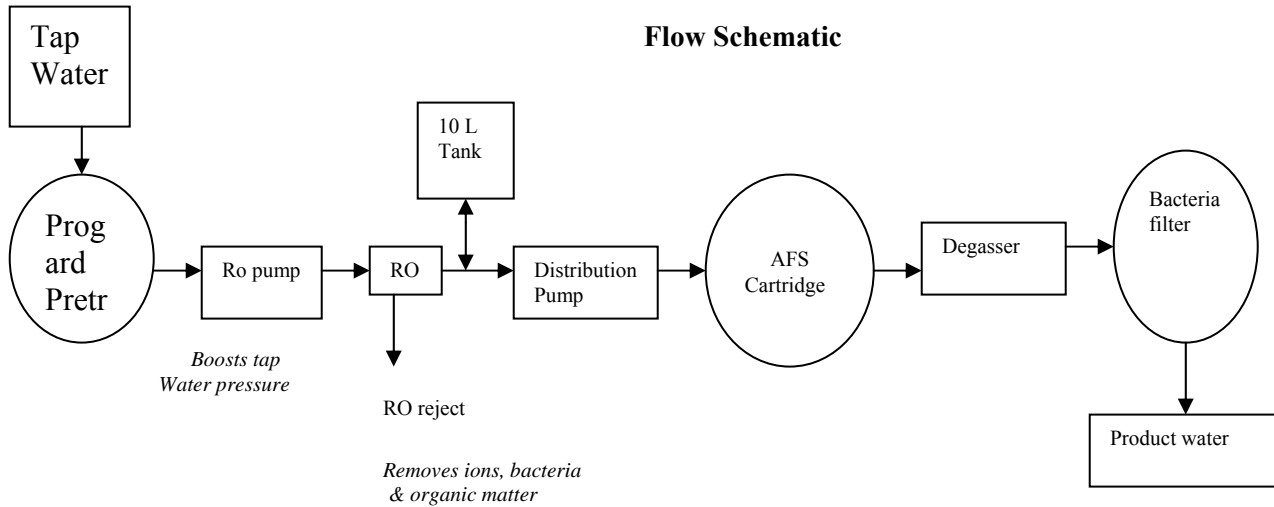 Flow Schematic
Tap
Water
Prog
ard
Pretr
Ro pump
Boosts tap
Water pressure
RO
10 L
Tank
RO reject
Removes ions, bacteria
& organic matter
Distribution
Pump
AFS
Cartridge
Degasser
Bacteria
filter
Product water